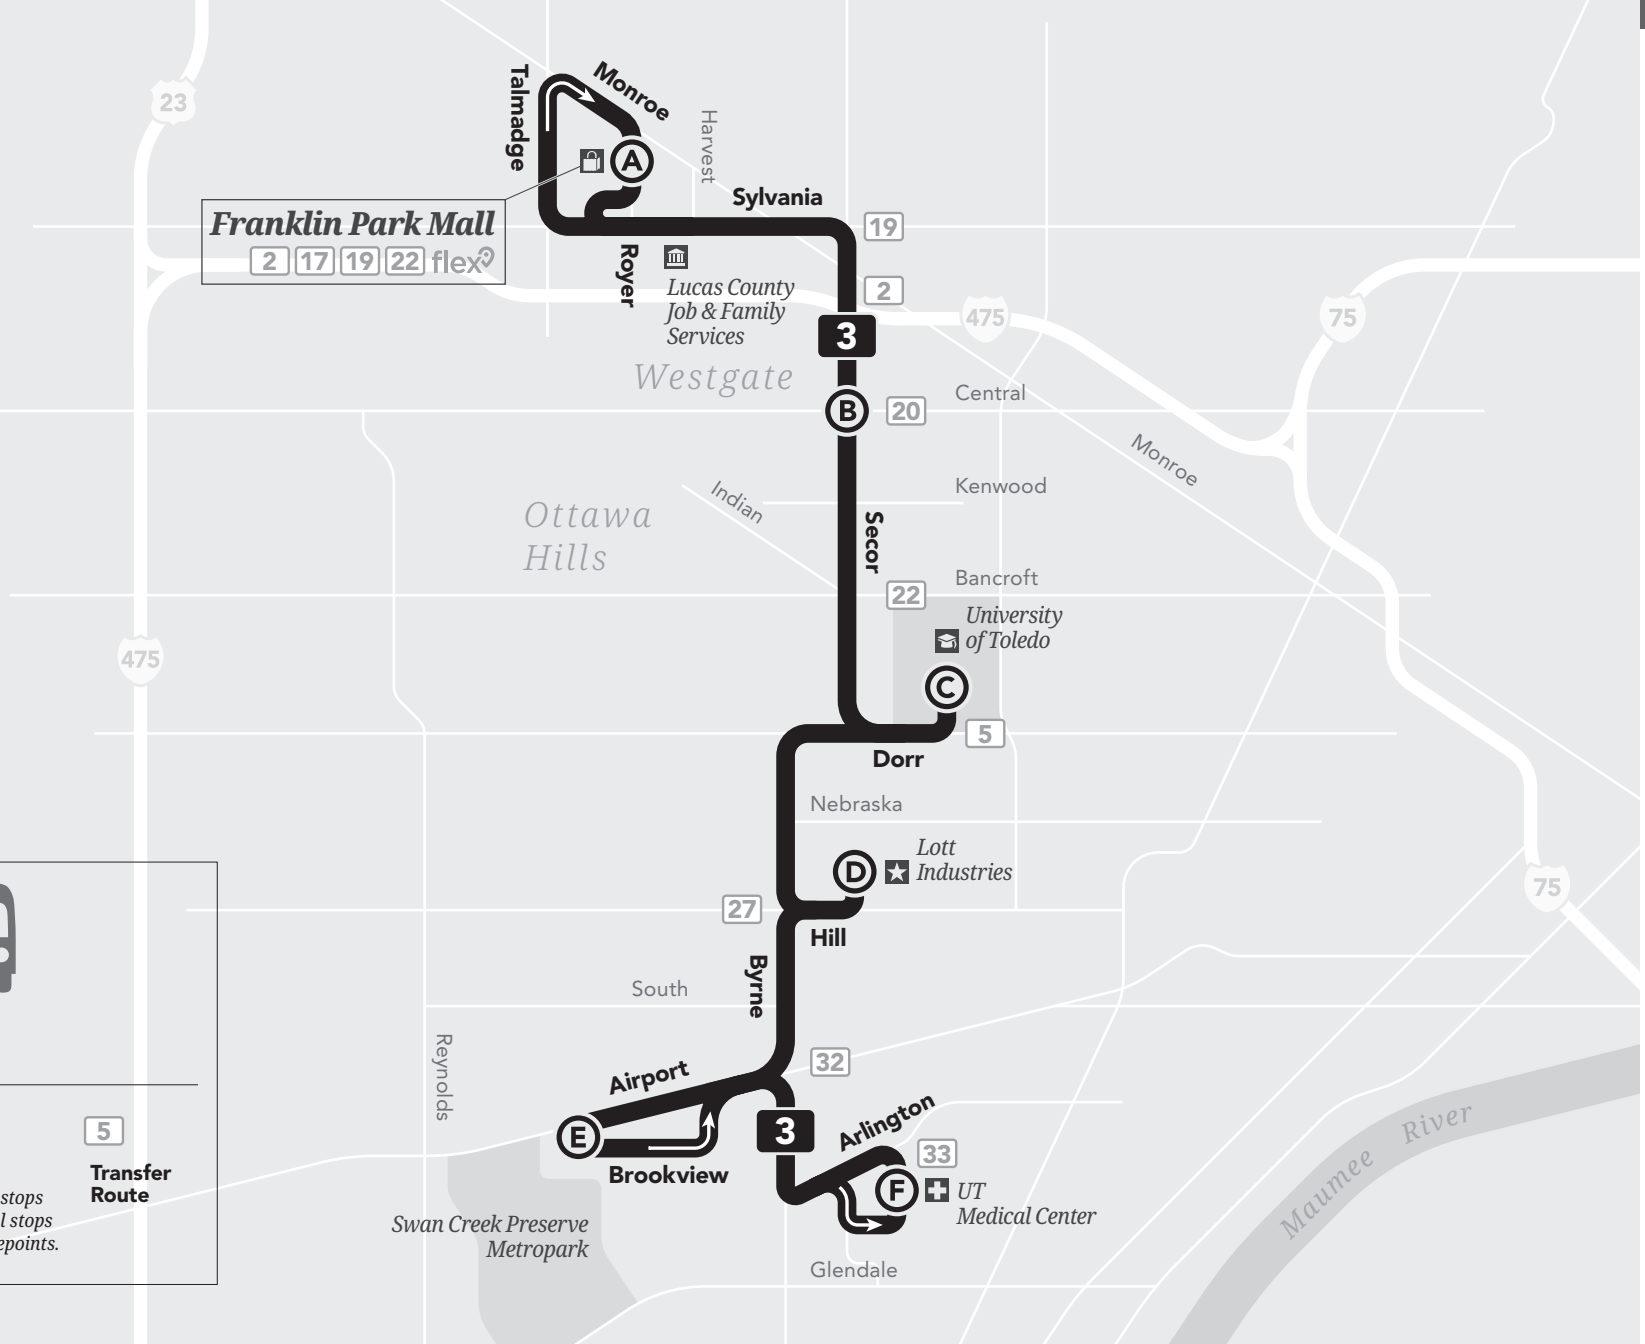 23
Talmadge
Monroe
Harvest
A
Sylvania
Franklin Park Mall
2 17 19 22 flex
19
Royer
Lucas County
Job & Family
Services
2
475
75
3
Westgate
Central
B
20
Monroe
Kenwood
Indian
Ottawa
Hills
Secor
Bancroft
22
University
of Toledo
475
C
5
Dorr
Nebraska
Lott
Industries
D
75
27
Hill
Byrne
South
Reynolds
32
Airport
Arlington
3
E
Brookview
33
F
UT
Medical Center
Maumee River
5
Transfer
Route
stops
l stops
epoints.
Swan Creek Preserve
Metropark
Glendale